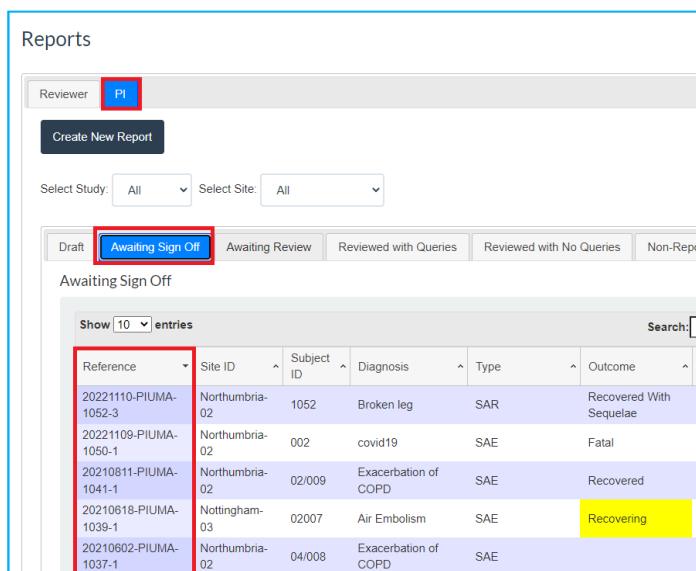 Reports
Reviewer PI
Create New Report
Select Study: All Select Site: All
Draft Awaiting Sign Off Awaiting Review Reviewed with Queries Reviewed with No Queries Non-Repo
Awaiting Sign Off
Show 10 entries Search:
Reference Site ID Subject ID Diagnosis Type Outcome
20221110-PIUMA-1052-3 Northumbria-02 1052 Broken leg SAR Recovered With Sequelae
20221109-PIUMA-1050-1 Northumbria-02 002 covid19 SAE Fatal
20210811-PIUMA-1041-1 Northumbria-02 02/009 Exacerbation of COPD SAE Recovered
20210618-PIUMA-1039-1 Nottingham-03 02007 Air Embolism SAE Recovering
20210602-PIUMA-1037-1 Northumbria-02 04/008 Exacerbation of COPD SAE